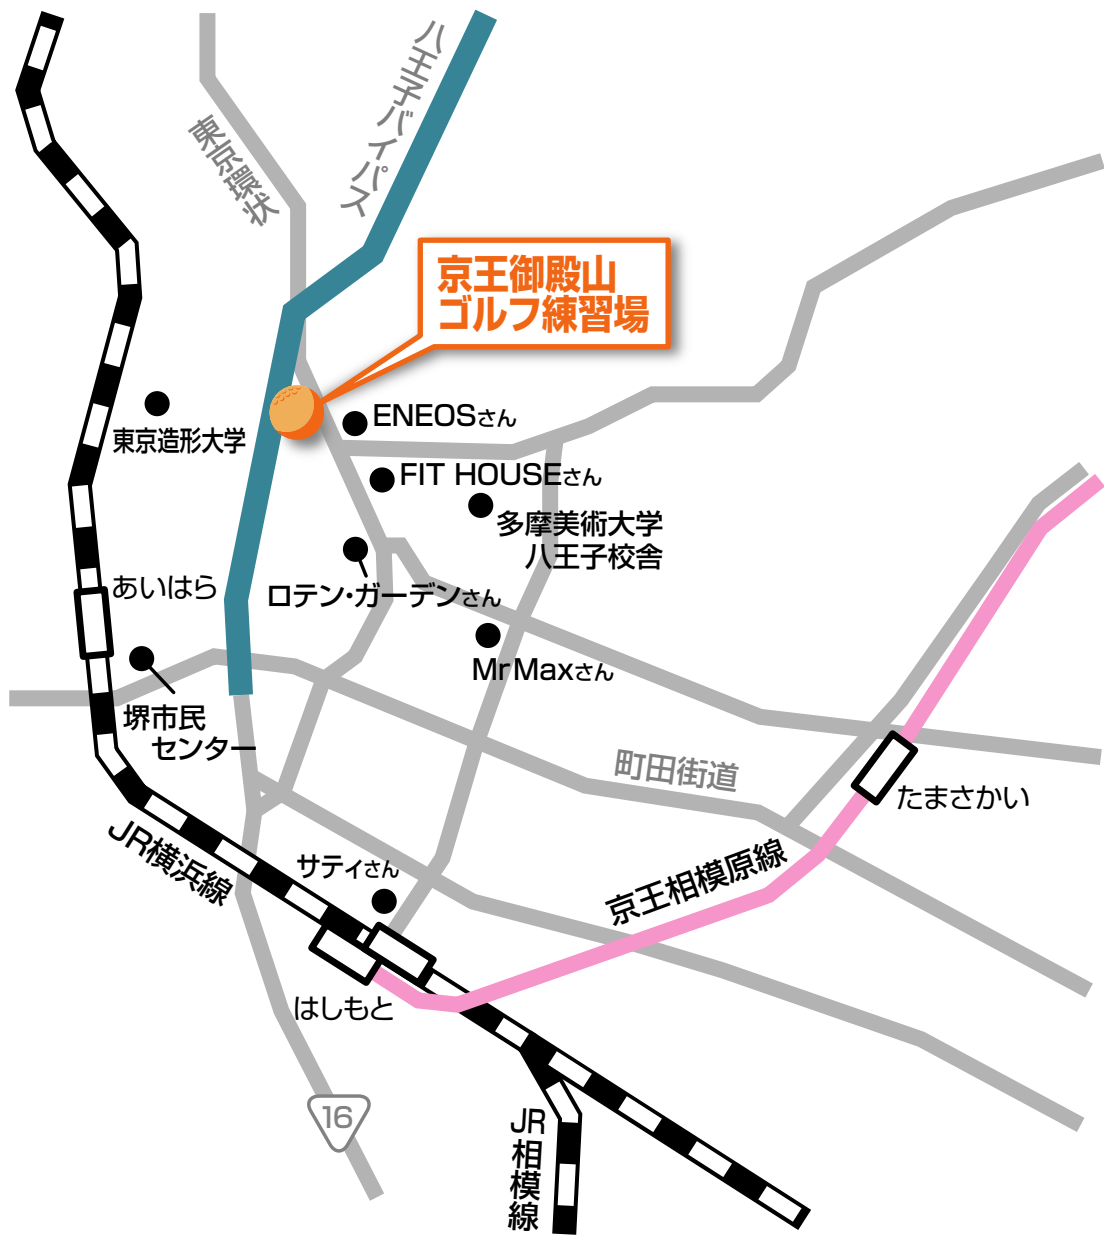 八王子バイパス
東京環状
京王御殿山
ゴルフ練習場
ENEOSさん
東京造形大学
FIT HOUSEさん
多摩美術大学
八王子校舎
あいはら
ロテン・ガーデンさん
Mr Maxさん
堺市民
センター
町田街道
たまさかい
JR横浜線
サティさん
京王相模原線
はしもと
16
JR相模線